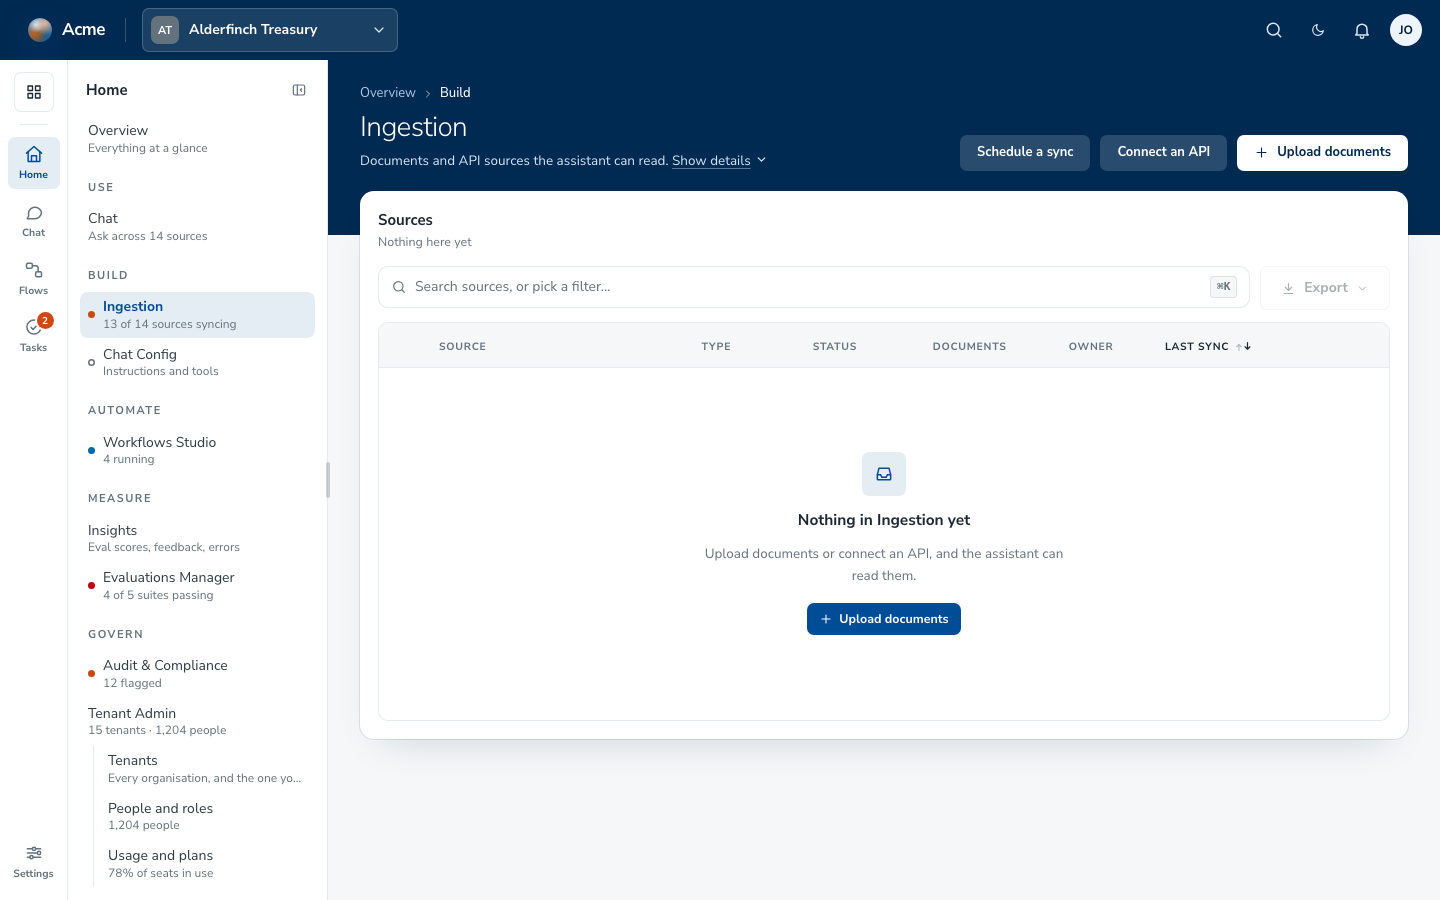 Acme
AT
Alderfinch Treasury
JO
Home
Chat
Flows
2
Tasks
Settings
Home
Overview
Everything at a glance
USE
Chat
Ask across 14 sources
BUILD
Ingestion
13 of 14 sources syncing
Chat Config
Instructions and tools
AUTOMATE
Workflows Studio
4 running
MEASURE
Insights
Eval scores, feedback, errors
Evaluations Manager
4 of 5 suites passing
GOVERN
Audit & Compliance
12 flagged
Tenant Admin
15 tenants · 1,204 people
Tenants
Every organisation, and the one yo...
People and roles
1,204 people
Usage and plans
78% of seats in use
Overview > Build
Ingestion
Documents and API sources the assistant can read. Show details
Schedule a sync
Connect an API
Upload documents
Sources
Nothing here yet
Search sources, or pick a filter...
⌘K
Export
SOURCE TYPE STATUS DOCUMENTS OWNER LAST SYNC ↑↓
Nothing in Ingestion yet
Upload documents or connect an API, and the assistant can
read them.
Upload documents